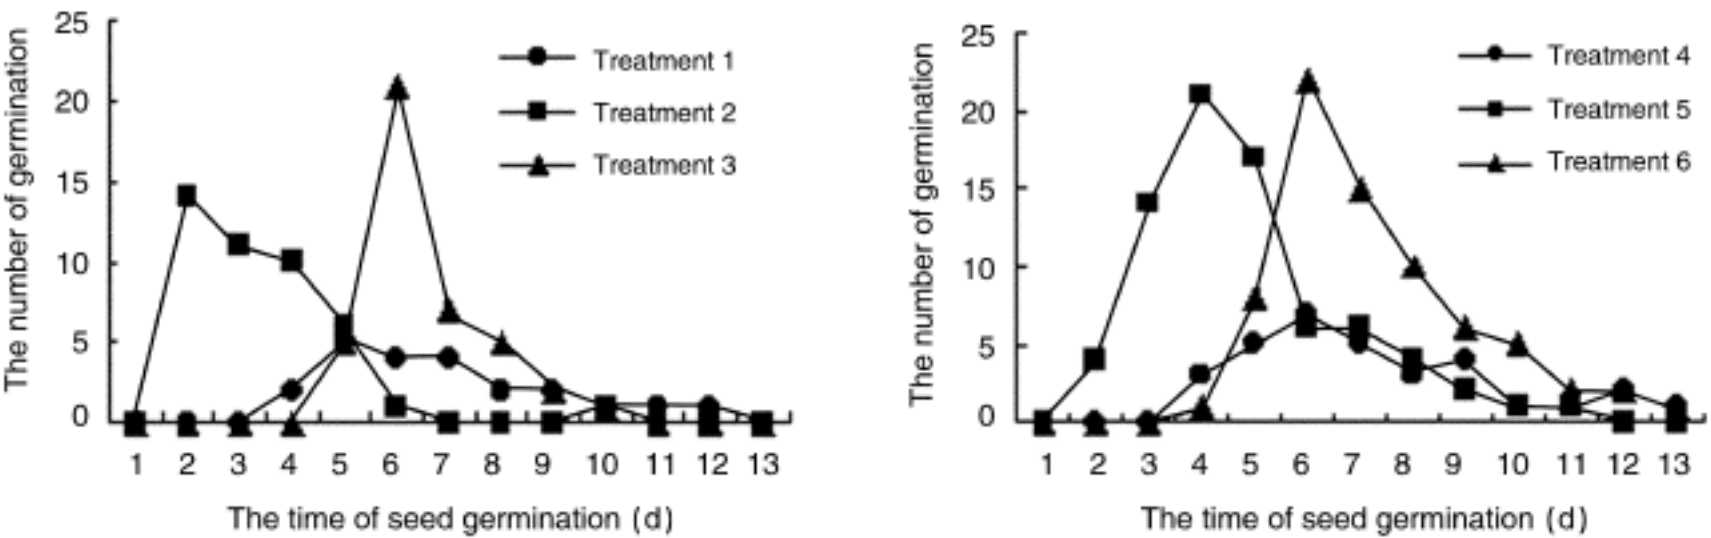 The number of germination
25
20
15
10
5
0
Treatment 1
Treatment 2
Treatment 3
1 2 3 4 5 6 7 8 9 10 11 12 13
The time of seed germination (d)
The number of germination
25
20
15
10
5
0
Treatment 4
Treatment 5
Treatment 6
1 2 3 4 5 6 7 8 9 10 11 12 13
The time of seed germination (d)